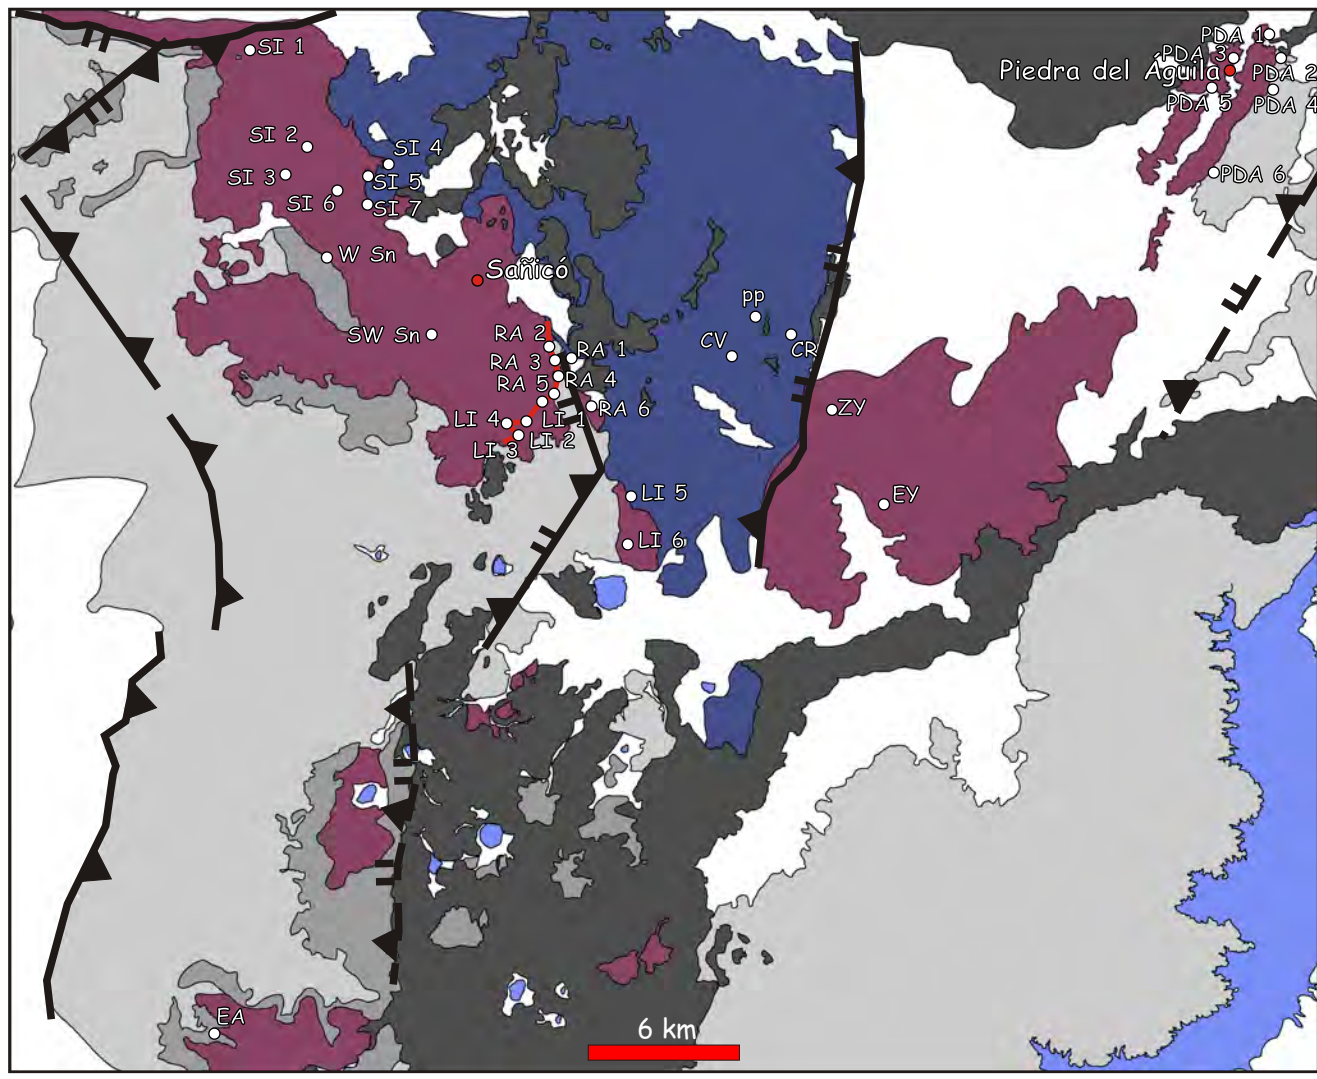 SI 1
PDA 1
PDA 3
Piedra del Águila
PDA 2
PDA 5
PDA 4
SI 2
SI 4
SI 3
SI 5
PDA 6
SI 6
SI 7
W Sn
Sañicó
pp
SW Sn
RA 2
CV
CR
RA 3
RA 1
RA 5
RA 4
LI 4
LI 1
RA 6
ZY
LI 3
LI 2
LI 5
EY
LI 6
EA
6 km